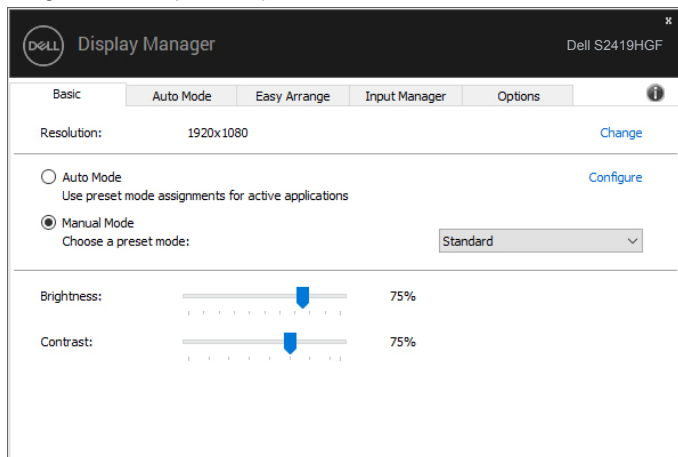 x
DELL Display Manager Dell S2419HGF
Basic Auto Mode Easy Arrange Input Manager Options
Resolution: 1920x1080 Change
Auto Mode Configure
Use preset mode assignments for active applications
Manual Mode
Choose a preset mode: Standard
Brightness: 75%
Contrast: 75%